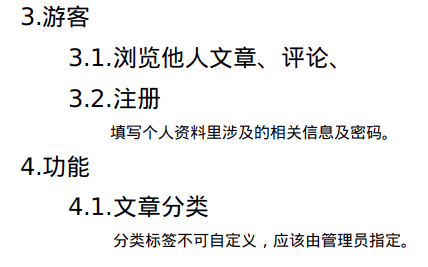 3.游客
3.1.浏览他人文章、评论、
3.2.注册
填写个人资料里涉及的相关信息及密码。
4.功能
4.1.文章分类
分类标签不可自定义，应该由管理员指定。